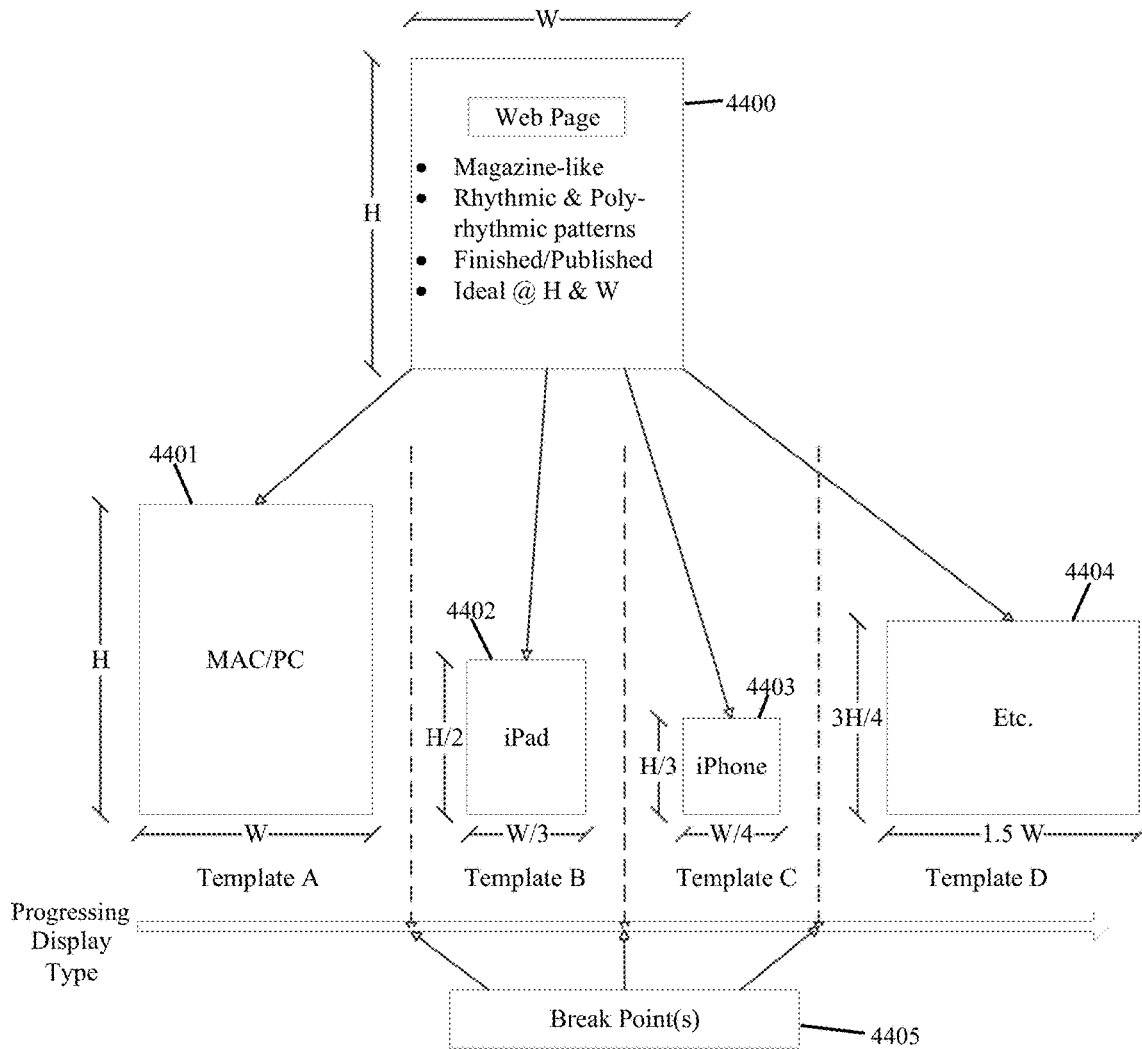 W
4400
Web Page
H
● Magazine-like
● Rhythmic & Poly-
rhythmic patterns
● Finished/Published
● Ideal @ H & W
4401
4402
4403
4404
H
MAC/PC
H/2
iPad
H/3
iPhone
3H/4
Etc.
W
W/3
W/4
1.5 W
Template A
Template B
Template C
Template D
Progressing
Display
Type
Break Point(s)
4405